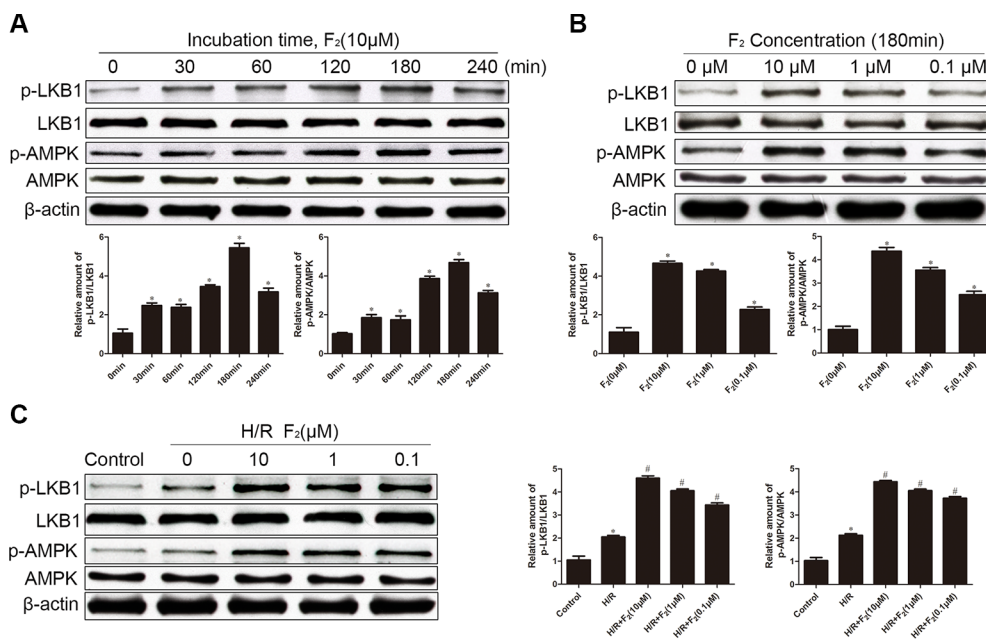 A
Incubation time, F₂(10µM)
0 30 60 120 180 240 (min)
p-LKB1
LKB1
p-AMPK
AMPK
β-actin
Relative amount of
p-LKB1/LKB1
6
4
2
0
0min 30min 60min 120min 180min 240min
* * * * *
Relative amount of
p-AMPK/AMPK
6
4
2
0
0min 30min 60min 120min 180min 240min
* * * * *
B
F₂ Concentration (180min)
0 µM 10 µM 1 µM 0.1 µM
p-LKB1
LKB1
p-AMPK
AMPK
β-actin
Relative amount of
p-LKB1/LKB1
6
4
2
0
F₂(0µM) F₂(10µM) F₂(1µM) F₂(0.1µM)
* * *
Relative amount of
p-AMPK/AMPK
5
4
3
2
1
0
F₂(0µM) F₂(10µM) F₂(1µM) F₂(0.1µM)
* * *
C
H/R F₂(µM)
Control 0 10 1 0.1
p-LKB1
LKB1
p-AMPK
AMPK
β-actin
Relative amount of
p-LKB1/LKB1
5
4
3
2
1
0
Control H/R H/R+F₂(10µM) H/R+F₂(1µM) H/R+F₂(0.1µM)
* # # #
Relative amount of
p-AMPK/AMPK
5
4
3
2
1
0
Control H/R H/R+F₂(10µM) H/R+F₂(1µM) H/R+F₂(0.1µM)
* # # #